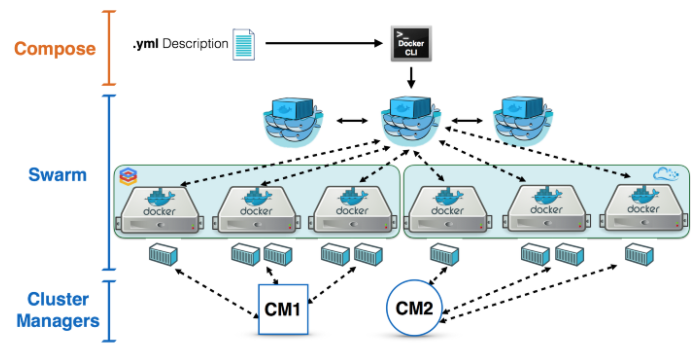 Compose
.yml Description
>_
Docker
CLI
Swarm
docker
docker
docker
docker
docker
docker
Cluster
Managers
CM1
CM2